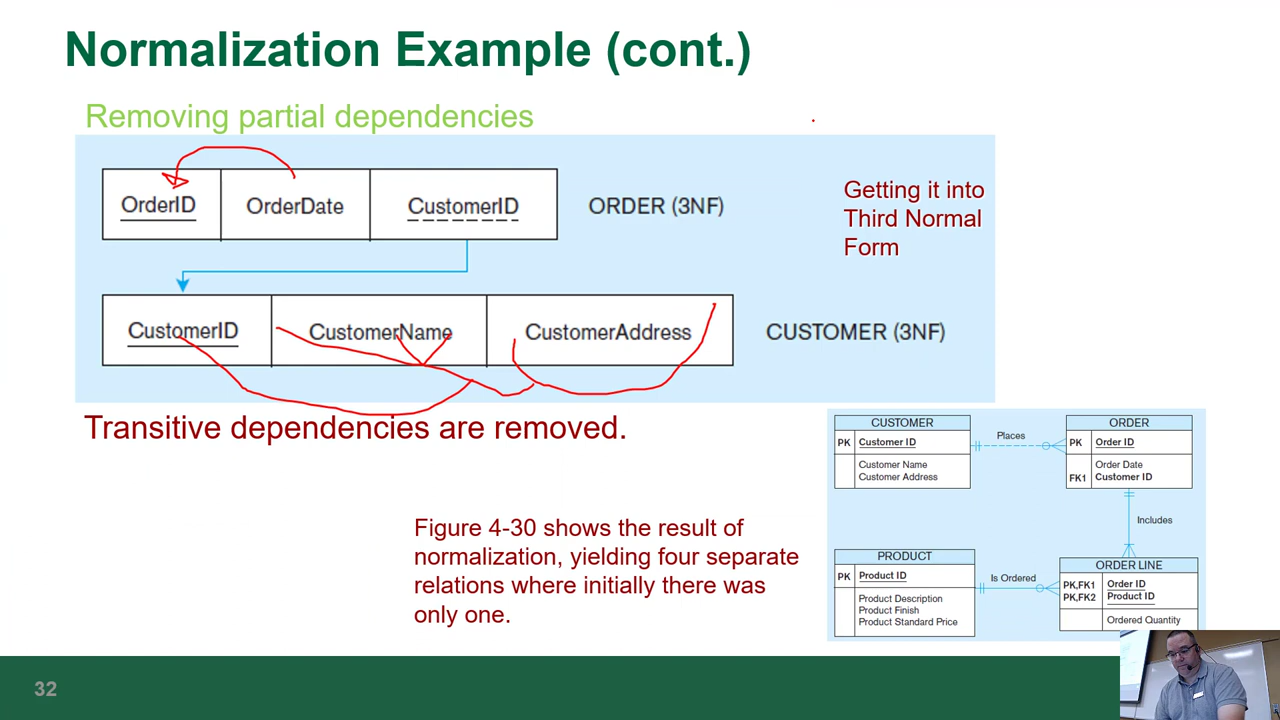 Normalization Example (cont.)
Removing partial dependencies
OrderID OrderDate CustomerID ORDER (3NF)
Getting it into
Third Normal
Form
CustomerID CustomerName CustomerAddress CUSTOMER (3NF)
Transitive dependencies are removed.
CUSTOMER
PK Customer ID
Customer Name
Customer Address
Places
ORDER
PK Order ID
Order Date
FK1 Customer ID
Includes
Figure 4-30 shows the result of
normalization, yielding four separate
relations where initially there was
only one.
PRODUCT
PK Product ID
Product Description
Product Finish
Product Standard Price
Is Ordered
ORDER LINE
PK,FK1 Order ID
PK,FK2 Product ID
Ordered Quantity
32